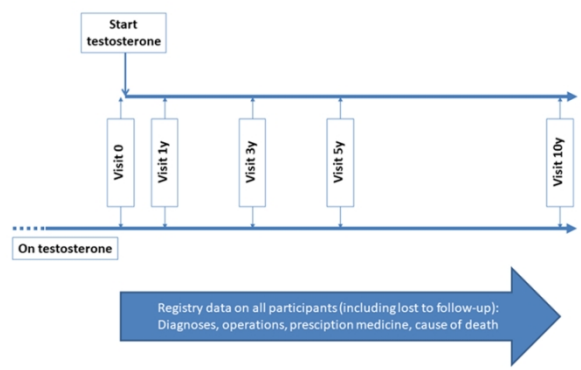 Start
testosterone
Visit 0
Visit 1y
Visit 3y
Visit 5y
Visit 10y
On testosterone
Registry data on all participants (including lost to follow-up):
Diagnoses, operations, presciption medicine, cause of death